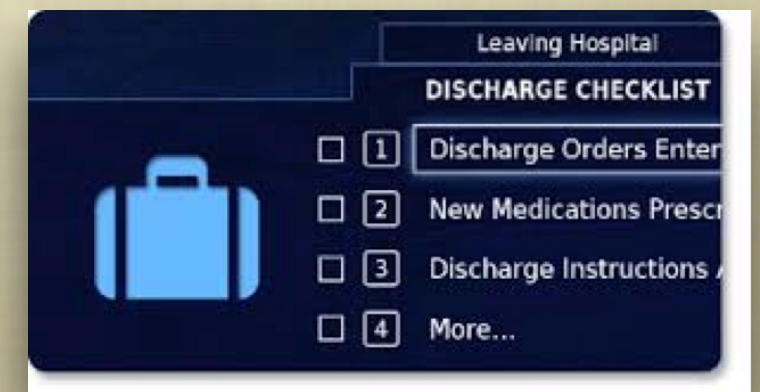 Leaving Hospital
DISCHARGE CHECKLIST
1 Discharge Orders Enter
2 New Medications Prescr
3 Discharge Instructions
4 More...